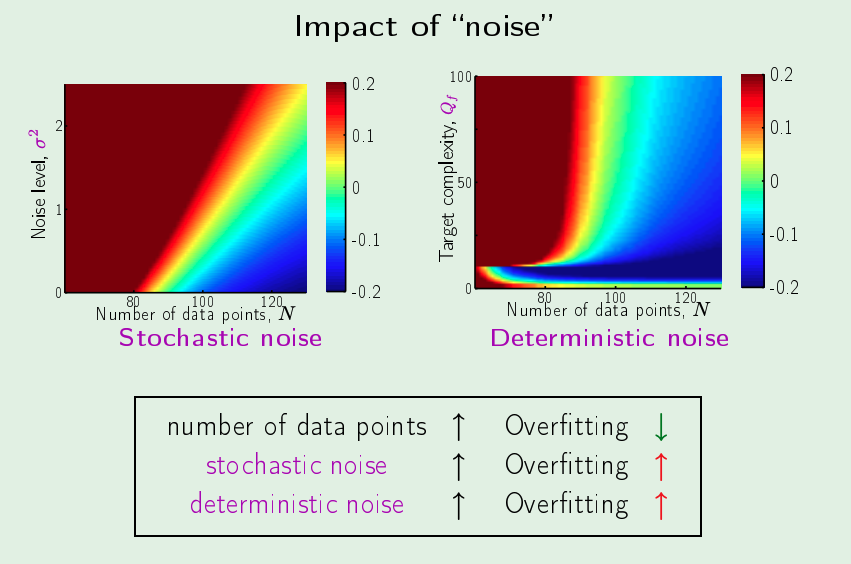 Impact of “noise”
Noise level, σ²
2
1
0
80
100
120
Number of data points, N
0.2
0.1
0
-0.1
-0.2
Stochastic noise
Target complexity, Q_f
100
50
0
80
100
120
Number of data points, N
0.2
0.1
0
-0.1
-0.2
Deterministic noise
number of data points ↑ Overfitting ↓
stochastic noise ↑ Overfitting ↑
deterministic noise ↑ Overfitting ↑